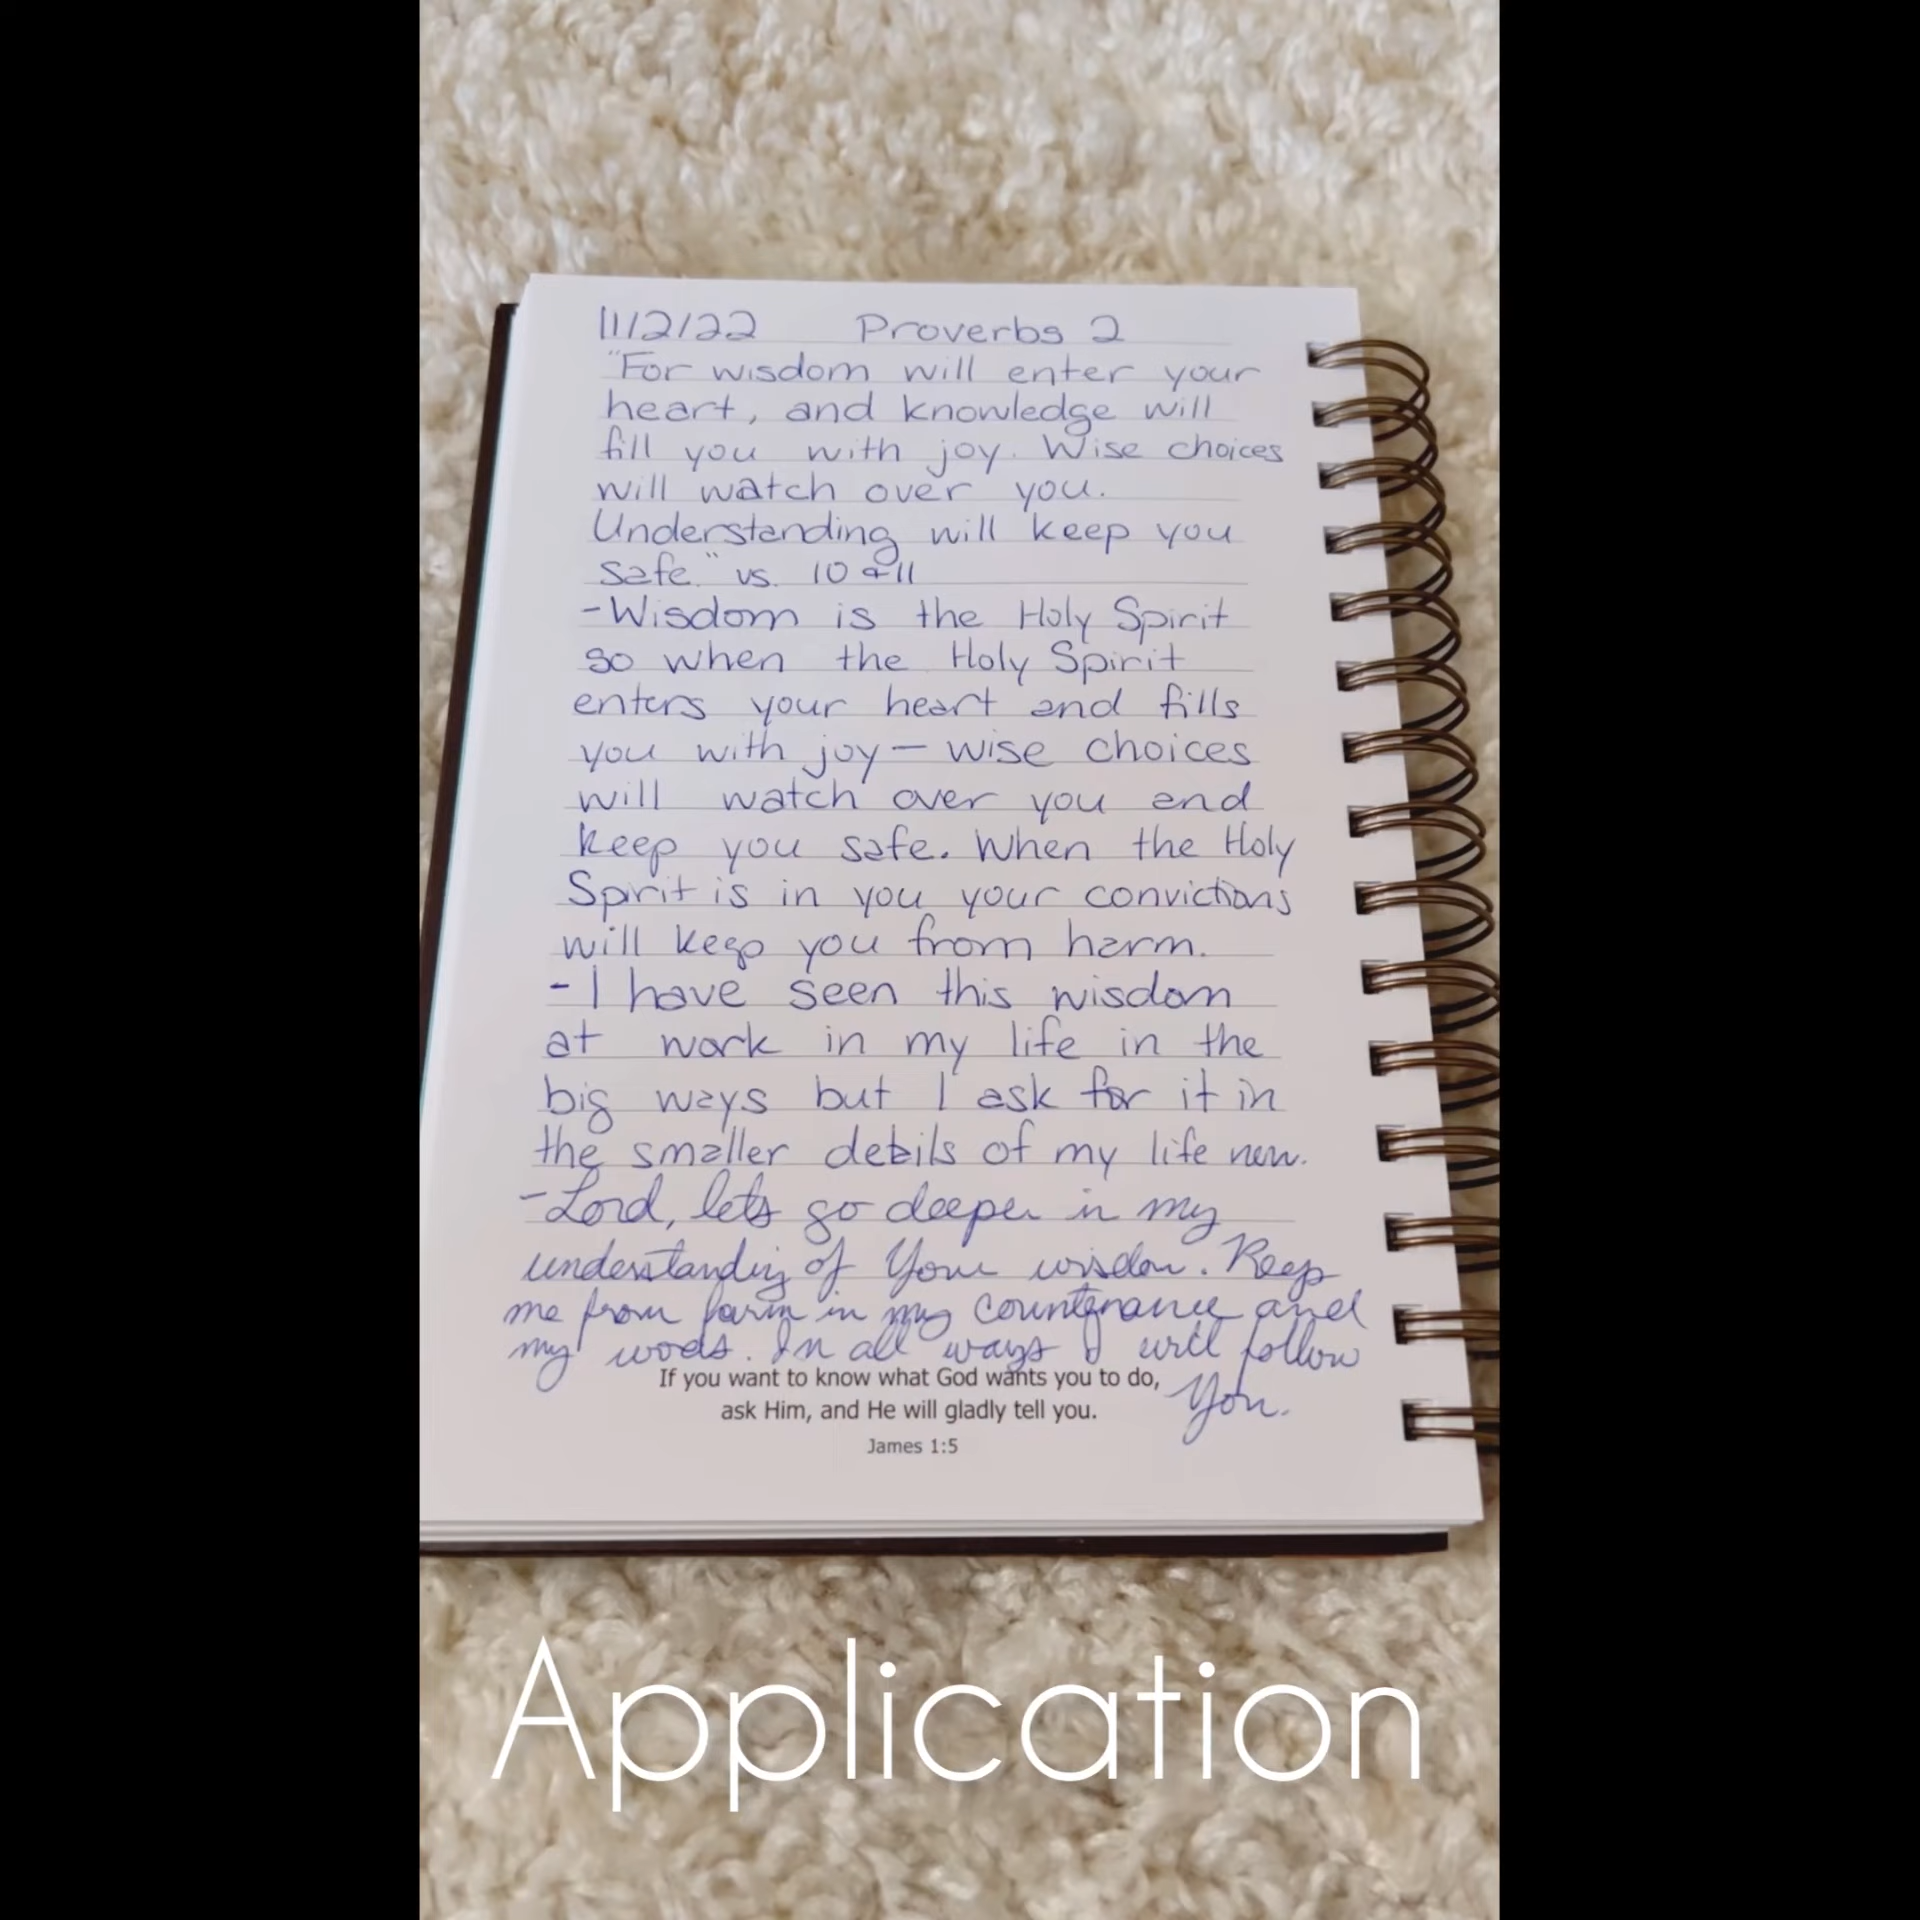 11/2/22 Proverbs 2
"For wisdom will enter your
heart, and knowledge will
fill you with joy. Wise choices
will watch over you.
Understanding will keep you
safe." vs. 10 & 11
- Wisdom is the Holy Spirit
so when the Holy Spirit
enters your heart and fills
you with joy - wise choices
will watch over you and
keep you safe. When the Holy
Spirit is in you your convictions
will keep you from harm.
- I have seen this wisdom
at work in my life in the
big ways but I ask for it in
the smaller details of my life now.
- Lord, lets go deeper in my
understanding of Your wisdom. Keep
me from harm in my countenance and
my words. In all ways I will follow
You.
If you want to know what God wants you to do,
ask Him, and He will gladly tell you.
James 1:5
Application